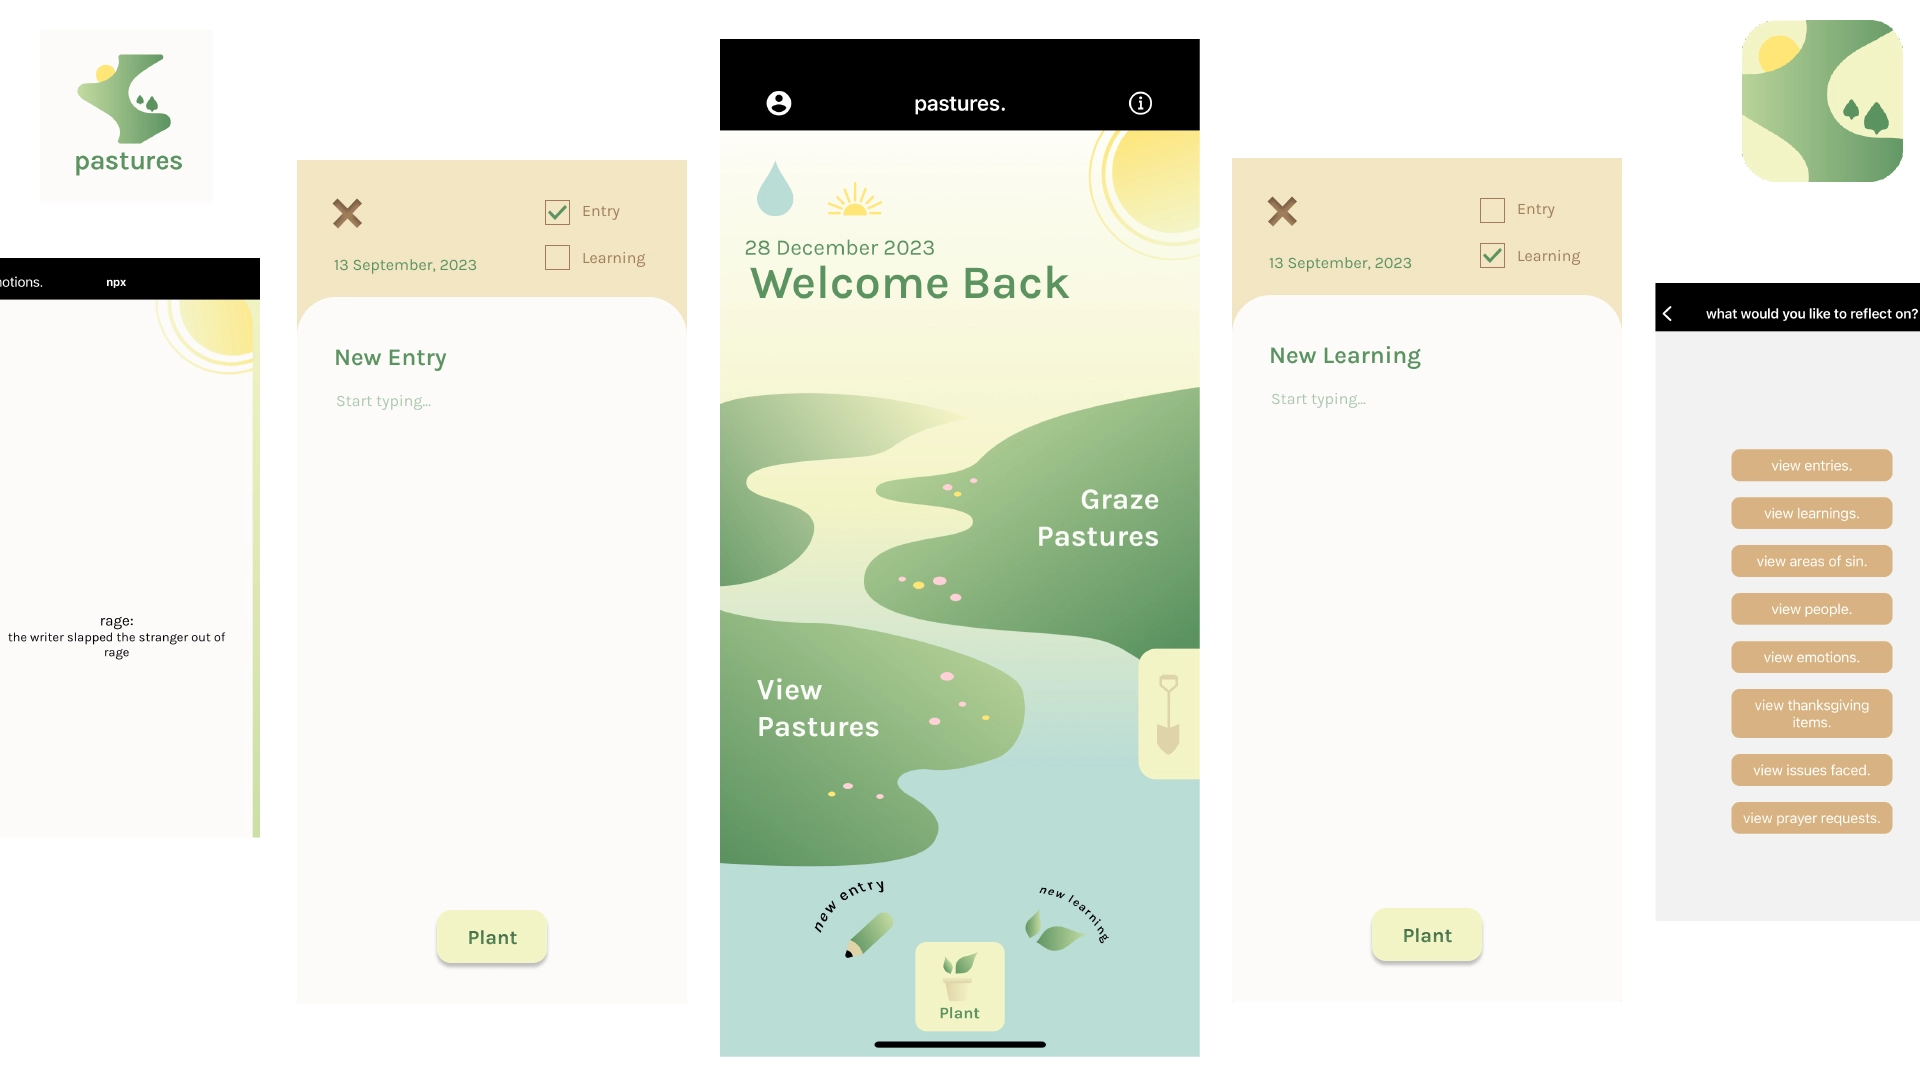 pastures
otions.
npx
rage:
the writer slapped the stranger out of
rage
Entry
Learning
13 September, 2023
New Entry
Start typing...
Plant
pastures.
28 December 2023
Welcome Back
Graze
Pastures
View
Pastures
new entry
new learning
Plant
Entry
Learning
13 September, 2023
New Learning
Start typing...
Plant
what would you like to reflect on?
view entries.
view learnings.
view areas of sin.
view people.
view emotions.
view thanksgiving
items.
view issues faced.
view prayer requests.